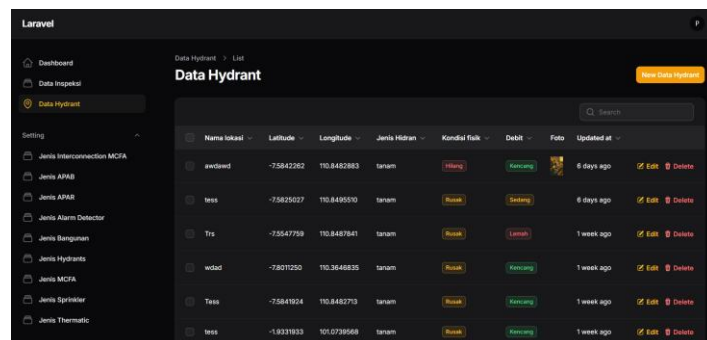 Laravel
P
Dashboard
Data Inspeksi
Data Hydrant
Setting
Jenis Interconnection MCFA
Jenis APAB
Jenis APAR
Jenis Alarm Detector
Jenis Bangunan
Jenis Hydrants
Jenis MCFA
Jenis Sprinkler
Jenis Thermatic
Data Hydrant > List
Data Hydrant
New Data Hydrant
Search
Nama lokasi Latitude Longitude Jenis Hidran Kondisi fisik Debit Foto Updated at
awdawd -7.5842262 110.8482883 tanam Hilang Kencang 6 days ago Edit Delete
tess -7.5825027 110.8495510 tanam Rusak Sedang 6 days ago Edit Delete
Trs -7.5547759 110.8487841 tanam Rusak Lemah 1 week ago Edit Delete
wdad -7.8011250 110.3646835 tanam Rusak Kencang 1 week ago Edit Delete
Tess -7.5841924 110.8482713 tanam Rusak Kencang 1 week ago Edit Delete
tess -1.9331933 101.0739568 tanam Rusak Kencang 1 week ago Edit Delete